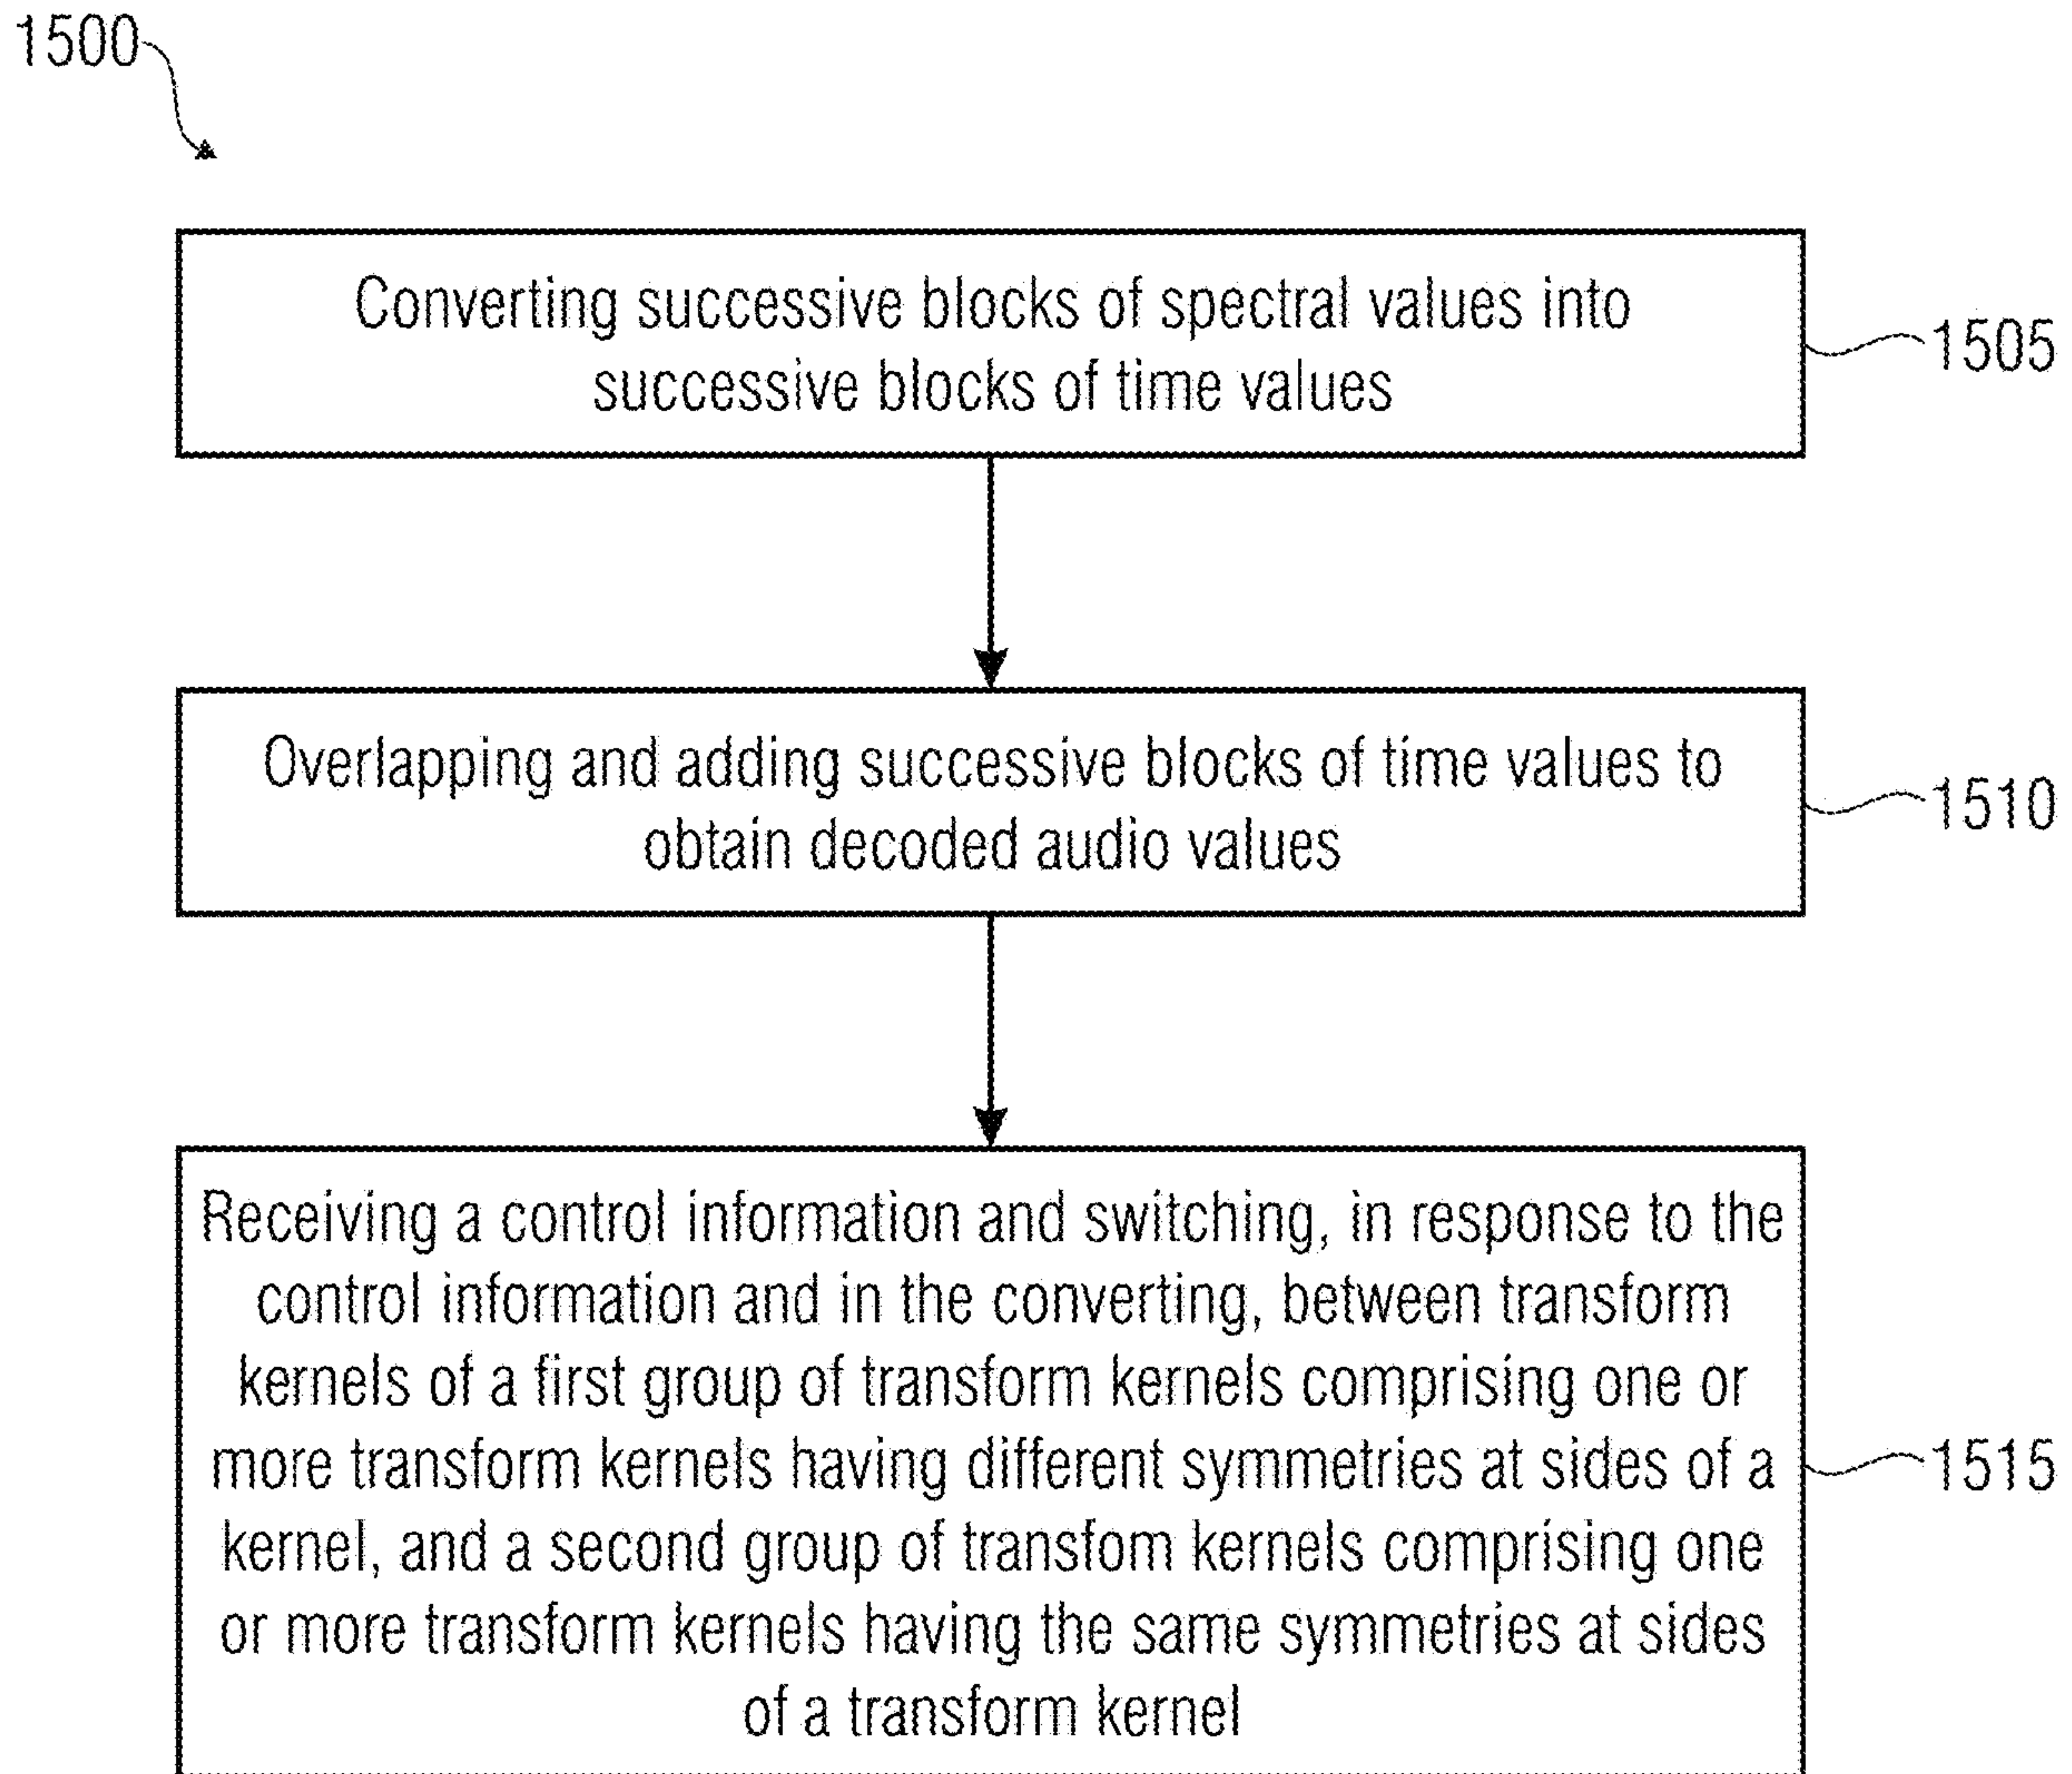 1500
Converting successive blocks of spectral values into
successive blocks of time values
1505
Overlapping and adding successive blocks of time values to
obtain decoded audio values
1510
Receiving a control information and switching, in response to the
control information and in the converting, between transform
kernels of a first group of transform kernels comprising one or
more transform kernels having different symmetries at sides of a
kernel, and a second group of transfom kernels comprising one
or more transform kernels having the same symmetries at sides
of a transform kernel
1515